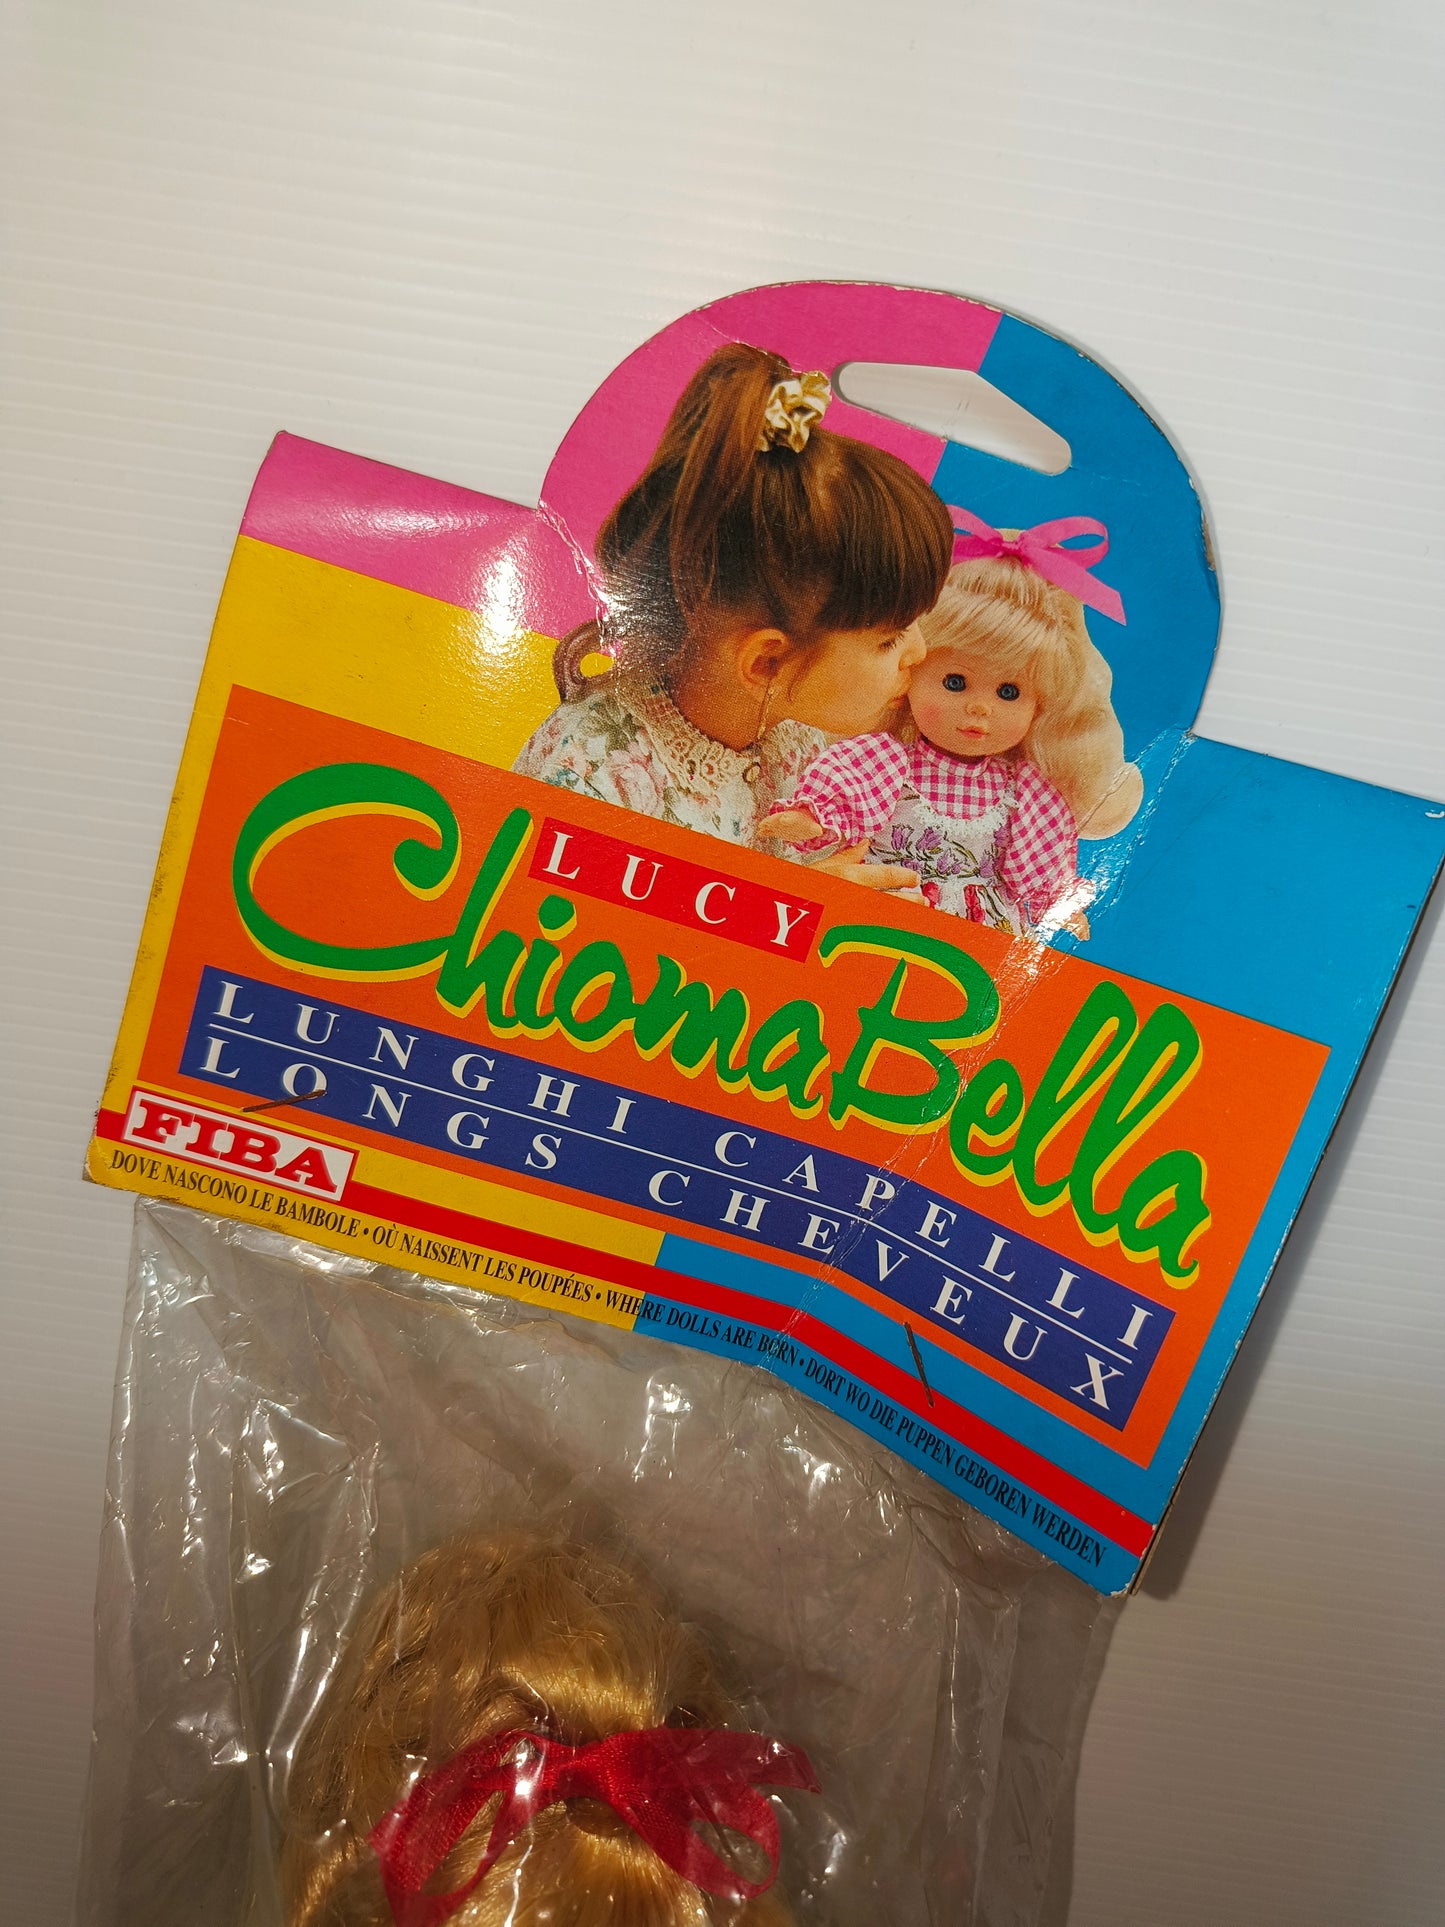 LUCY
ChiomaBella
LUNGHI CAPELLI
LONGS CHEVEUX
FIBA
DOVE NASCONO LE BAMBOLE • OÙ NAISSENT LES POUPÉES • WHERE DOLLS ARE BORN • DORT WO DIE PUPPEN GEBOREN WERDEN